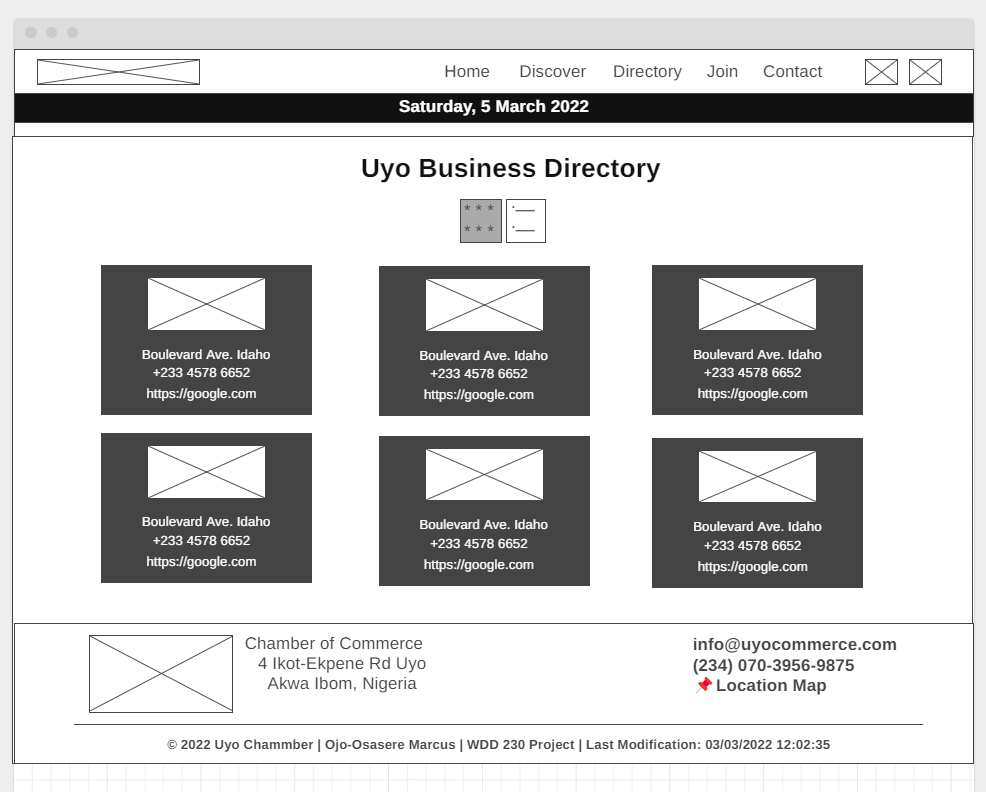 Home Discover Directory Join Contact
Saturday, 5 March 2022
Uyo Business Directory
* * *
* * *
Boulevard Ave. Idaho
+233 4578 6652
https://google.com
Boulevard Ave. Idaho
+233 4578 6652
https://google.com
Boulevard Ave. Idaho
+233 4578 6652
https://google.com
Boulevard Ave. Idaho
+233 4578 6652
https://google.com
Boulevard Ave. Idaho
+233 4578 6652
https://google.com
Boulevard Ave. Idaho
+233 4578 6652
https://google.com
Chamber of Commerce
4 Ikot-Ekpene Rd Uyo
Akwa Ibom, Nigeria
info@uyocommerce.com
(234) 070-3956-9875
📌 Location Map
© 2022 Uyo Chammber | Ojo-Osasere Marcus | WDD 230 Project | Last Modification: 03/03/2022 12:02:35